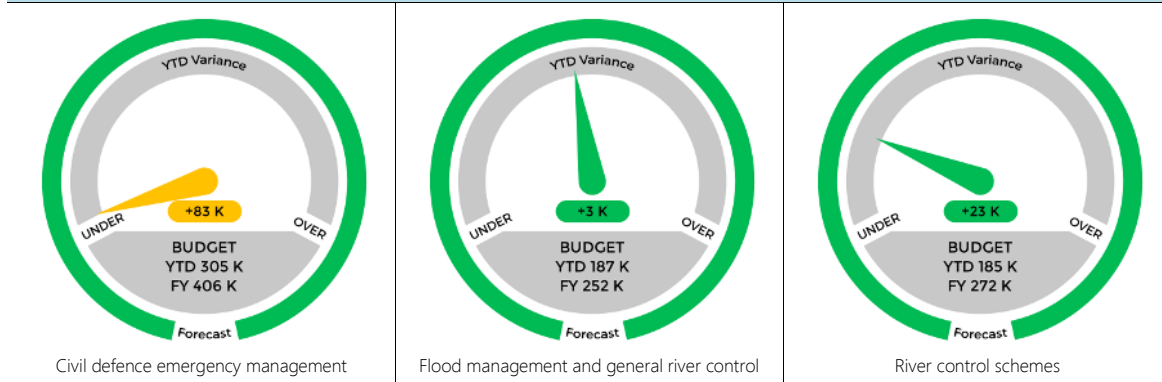 YTD Variance
+83 K
UNDER
OVER
BUDGET
YTD 305 K
FY 406 K
Forecast
Civil defence emergency management
YTD Variance
+3 K
UNDER
OVER
BUDGET
YTD 187 K
FY 252 K
Forecast
Flood management and general river control
YTD Variance
+23 K
UNDER
OVER
BUDGET
YTD 185 K
FY 272 K
Forecast
River control schemes